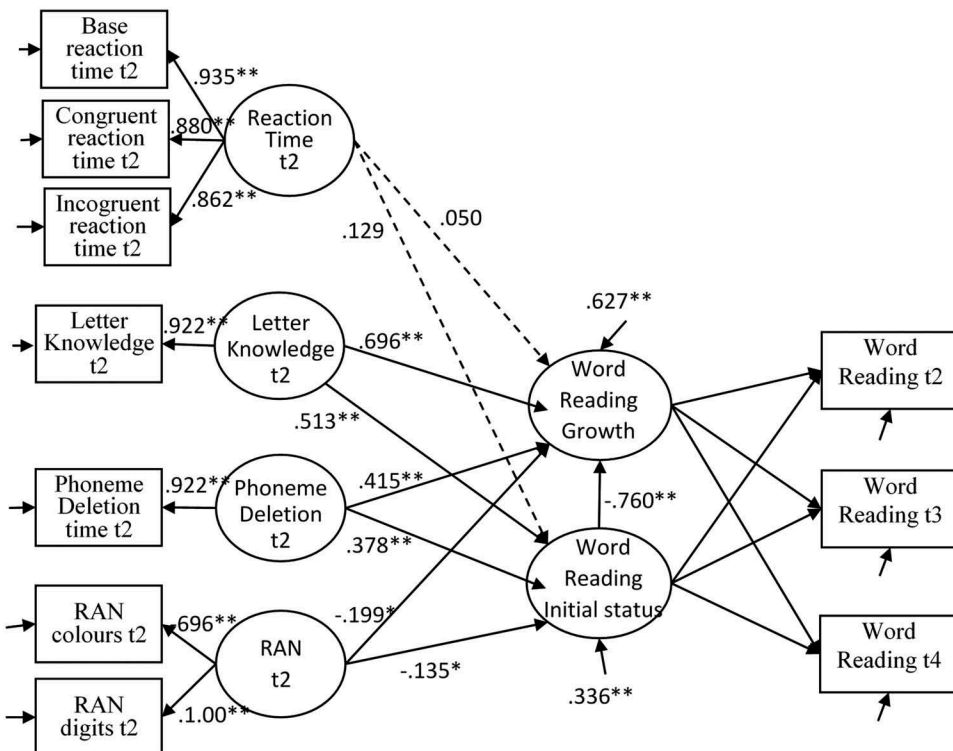 Base
reaction
time t2
.935**
Congruent
reaction
time t2
.880**
Incogruent
reaction
time t2
.862**
Reaction
Time
t2
.129
.050
Letter
Knowledge
t2
.922**
Letter
Knowledge
t2
.696**
.513**
Phoneme
Deletion
time t2
.922**
Phoneme
Deletion
t2
.415**
.378**
RAN
colours t2
.696**
RAN
digits t2
.1.00**
RAN
t2
-.199*
-.135*
.627**
Word
Reading
Growth
-.760**
Word
Reading
Initial status
.336**
Word
Reading t2
Word
Reading t3
Word
Reading t4